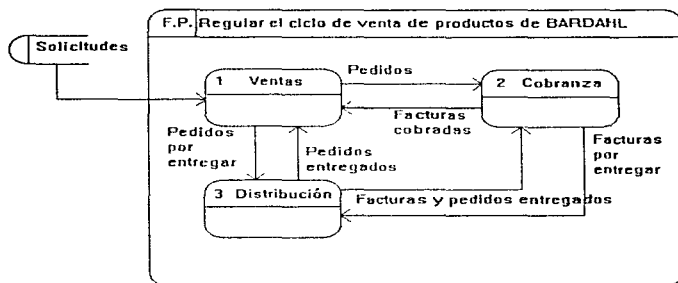 F.P. Regular el ciclo de venta de productos de BARDAHL
Solicitudes
1 Ventas
Pedidos
2 Cobranza
Facturas
cobradas
Pedidos
por
entregar
Pedidos
entregados
Facturas
por
entregar
3 Distribución
Facturas y pedidos entregados